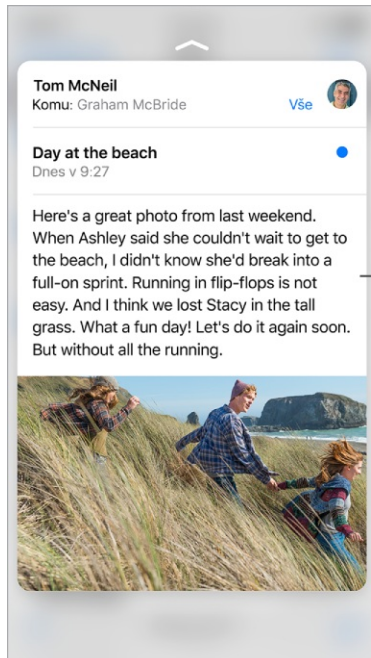 Tom McNeil
Komu: Graham McBride
Vše
Day at the beach
Dnes v 9:27
Here's a great photo from last weekend.
When Ashley said she couldn't wait to get to
the beach, I didn't know she'd break into a
full-on sprint. Running in flip-flops is not
easy. And I think we lost Stacy in the tall
grass. What a fun day! Let's do it again soon.
But without all the running.